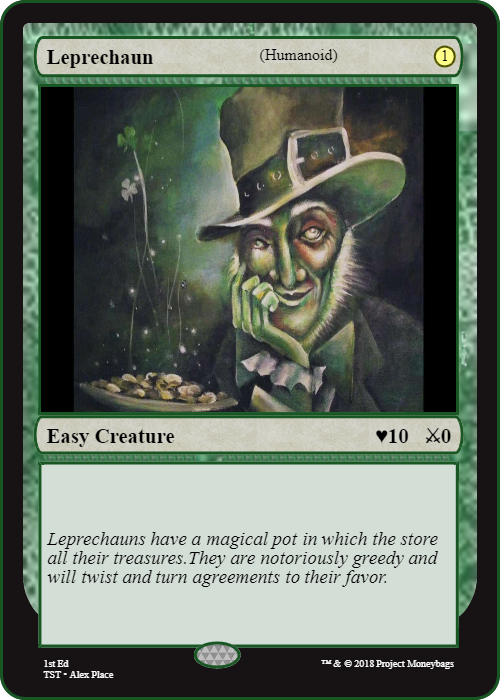 Leprechaun (Humanoid) 1
Easy Creature ♥10 ⚔0
Leprechauns have a magical pot in which the store
all their treasures.They are notoriously greedy and
will twist and turn agreements to their favor.
1st Ed
TST • Alex Place
™ & © 2018 Project Moneybags